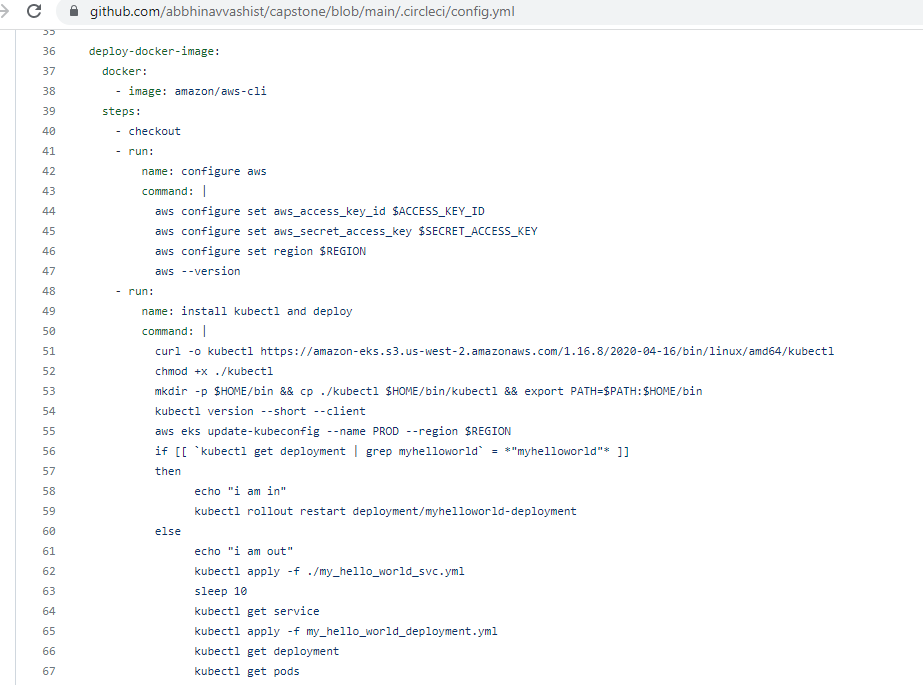 github.com/abbhinavvashist/capstone/blob/main/.circleci/config.yml
35
36 deploy-docker-image:
37 docker:
38 - image: amazon/aws-cli
39 steps:
40 - checkout
41 - run:
42 name: configure aws
43 command: |
44 aws configure set aws_access_key_id $ACCESS_KEY_ID
45 aws configure set aws_secret_access_key $SECRET_ACCESS_KEY
46 aws configure set region $REGION
47 aws --version
48 - run:
49 name: install kubectl and deploy
50 command: |
51 curl -o kubectl https://amazon-eks.s3.us-west-2.amazonaws.com/1.16.8/2020-04-16/bin/linux/amd64/kubectl
52 chmod +x ./kubectl
53 mkdir -p $HOME/bin && cp ./kubectl $HOME/bin/kubectl && export PATH=$PATH:$HOME/bin
54 kubectl version --short --client
55 aws eks update-kubeconfig --name PROD --region $REGION
56 if [[ `kubectl get deployment | grep myhelloworld` = *"myhelloworld"* ]]
57 then
58 echo "i am in"
59 kubectl rollout restart deployment/myhelloworld-deployment
60 else
61 echo "i am out"
62 kubectl apply -f ./my_hello_world_svc.yml
63 sleep 10
64 kubectl get service
65 kubectl apply -f my_hello_world_deployment.yml
66 kubectl get deployment
67 kubectl get pods